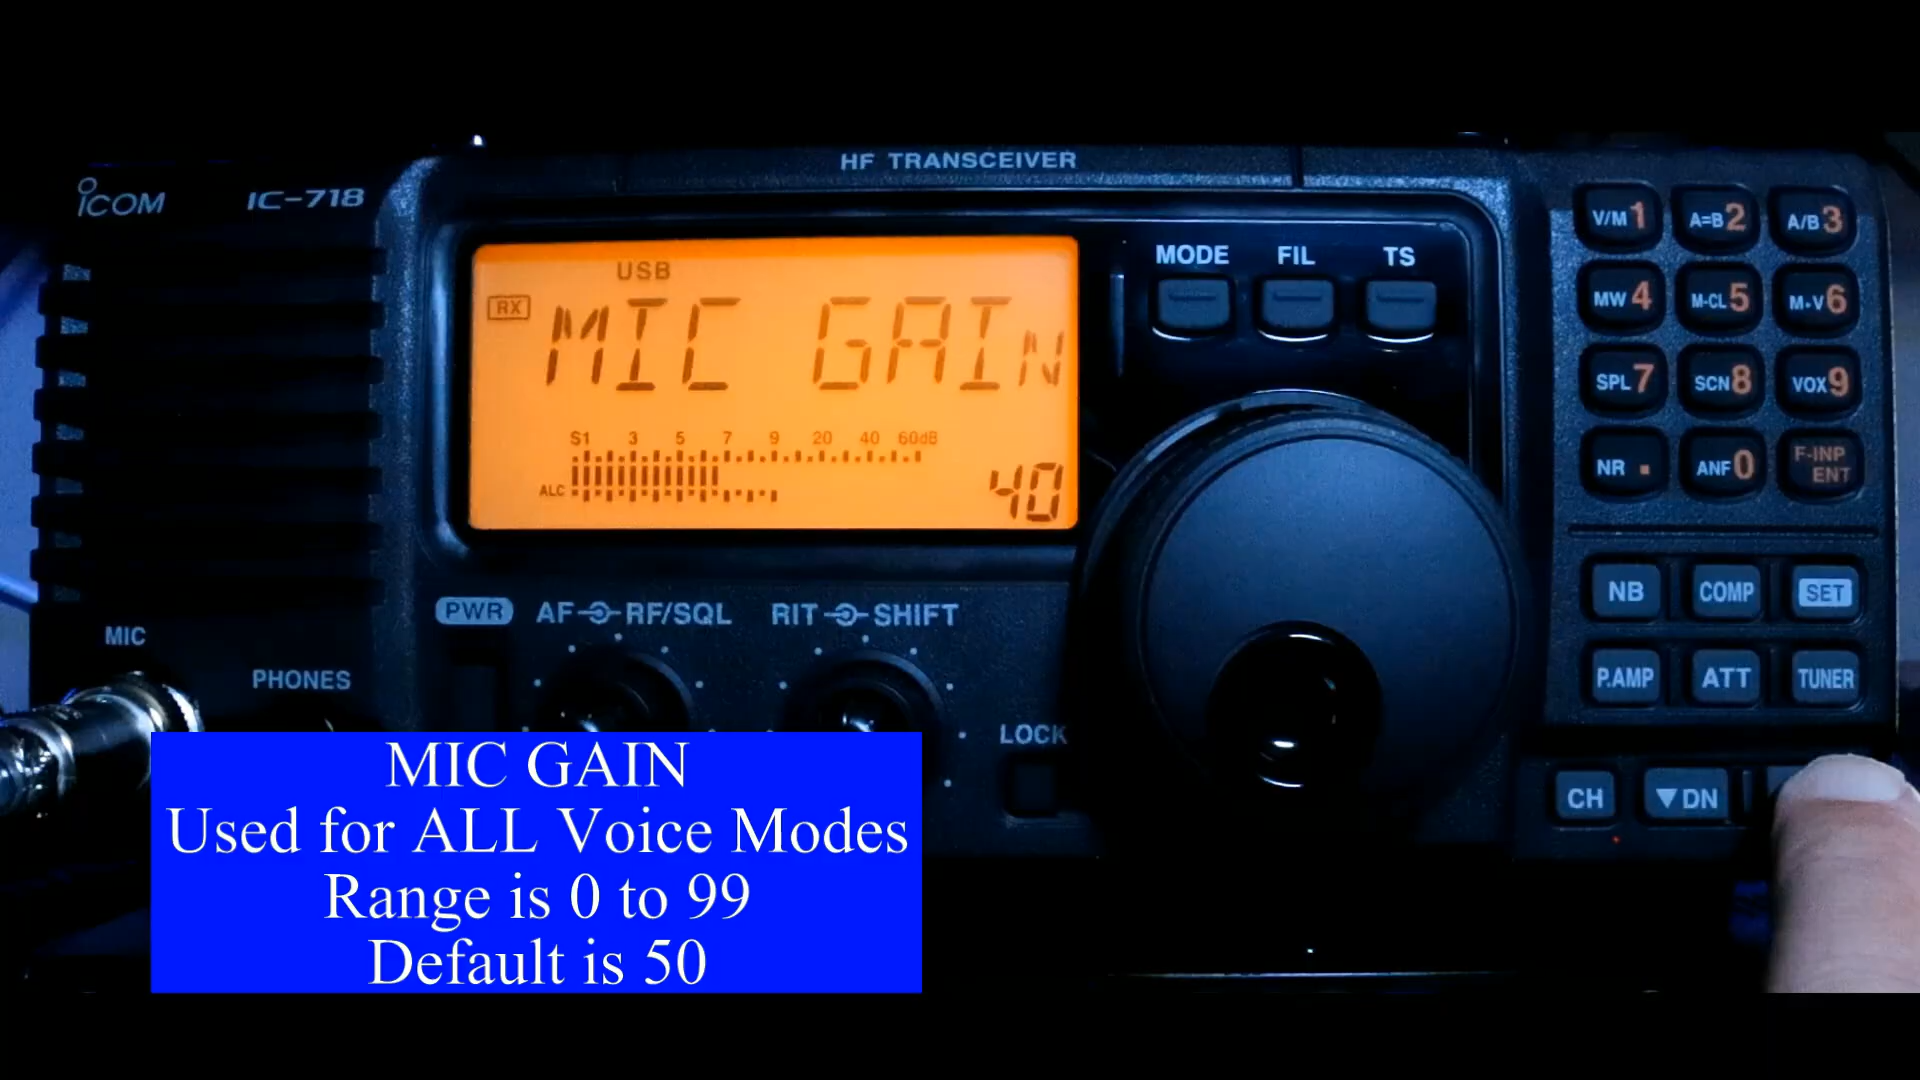 HF TRANSCEIVER
ICOM IC-718
USB
RX
MIC GAIN
S1 3 5 7 9 20 40 60dB
ALC
40
MODE FIL TS
V/M 1 A=B 2 A/B 3
MW 4 M-CL 5 M▸V 6
SPL 7 SCN 8 VOX 9
NR . ANF 0 F-INP ENT
NB COMP SET
P.AMP ATT TUNER
CH ▼DN
PWR AF RF/SQL RIT SHIFT
LOCK
MIC
PHONES
MIC GAIN
Used for ALL Voice Modes
Range is 0 to 99
Default is 50